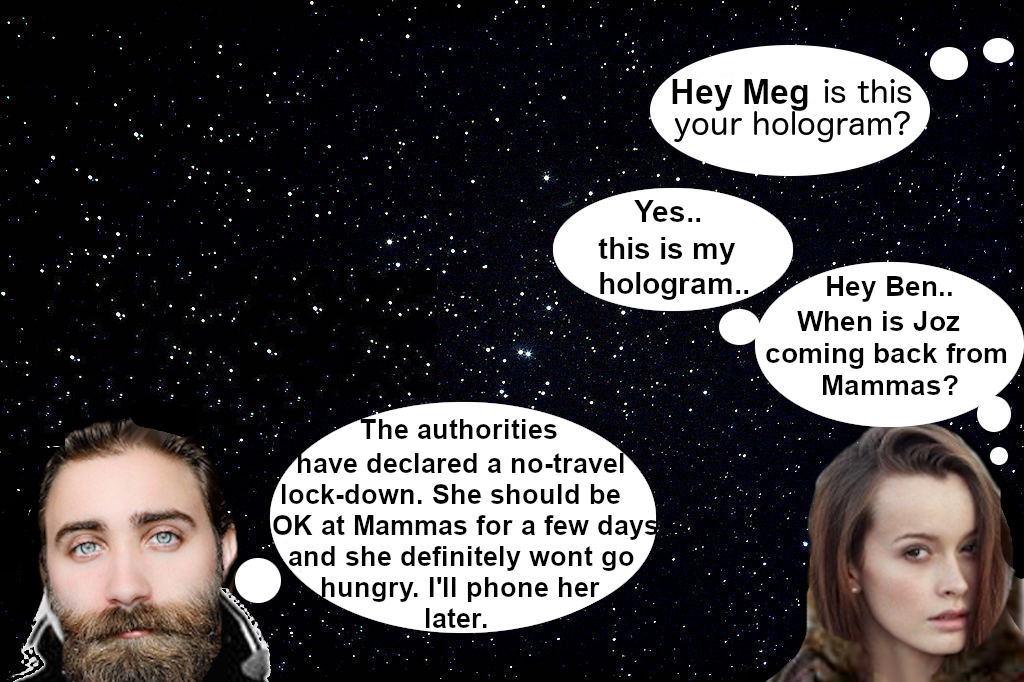 Hey Meg is this
your hologram?
Yes..
this is my
hologram..
Hey Ben..
When is Joz
coming back from
Mammas?
The authorities
have declared a no-travel
lock-down. She should be
OK at Mammas for a few days
and she definitely wont go
hungry. I'll phone her
later.